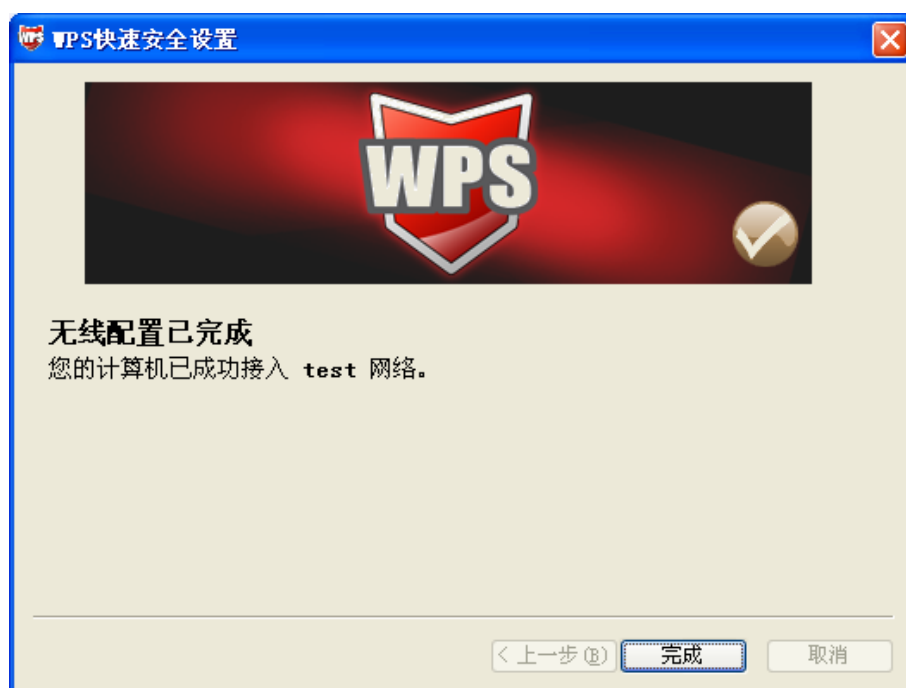 WPS快速安全设置
WPS
无线配置已完成
您的计算机已成功接入 test 网络。
< 上一步(B)
完成
取消